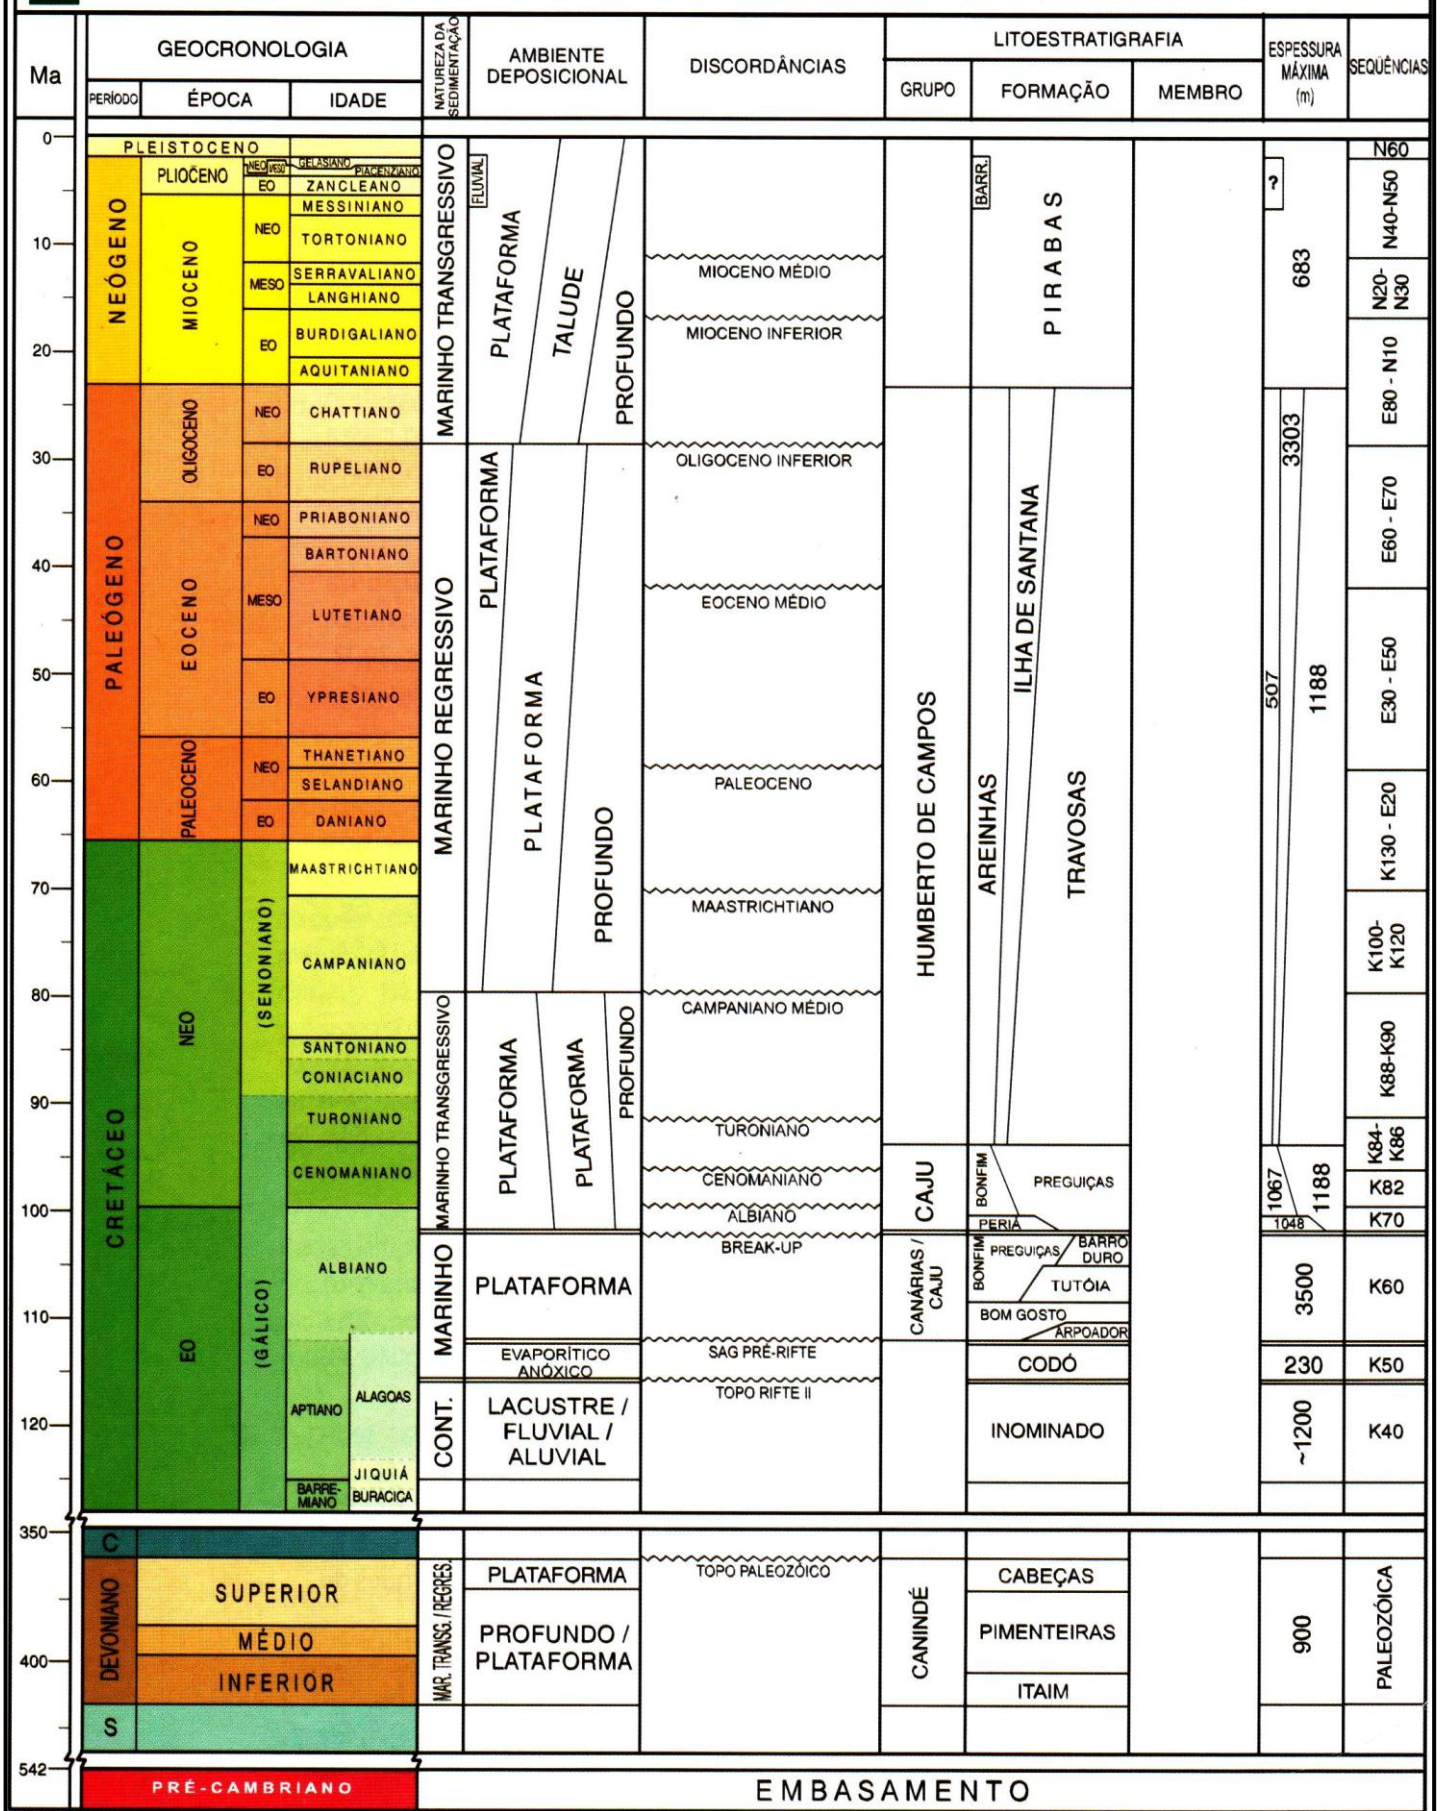 GEOCRONOLOGIA
LITOESTRATIGRAFIA
Ma
NATUREZA DA
SEDIMENTAÇÃO
AMBIENTE
DEPOSICIONAL
DISCORDÂNCIAS
ESPESSURA
MÁXIMA
(m)
SEQÜÊNCIAS
PERÍODO
ÉPOCA
IDADE
GRUPO
FORMAÇÃO
MEMBRO
0
10
20
30
40
50
60
70
80
90
100
110
120
350
400
542
PLEISTOCENO
NEÓGENO
PALEÓGENO
CRETÁCEO
C
DEVONIANO
S
PLIOCENO
MIOCENO
OLIGOCENO
EOCENO
PALEOCENO
NEO
EO
NEO
MESO
EO
NEO
MESO
EO
NEO
EO
NEO
MESO
EO
NEO
EO
(SENONIANO)
(GÁLICO)
GELASIANO
PIACENZIANO
ZANCLEANO
MESSINIANO
TORTONIANO
SERRAVALIANO
LANGHIANO
BURDIGALIANO
AQUITANIANO
CHATTIANO
RUPELIANO
PRIABONIANO
BARTONIANO
LUTETIANO
YPRESIANO
THANETIANO
SELANDIANO
DANIANO
MAASTRICHTIANO
CAMPANIANO
SANTONIANO
CONIACIANO
TURONIANO
CENOMANIANO
ALBIANO
APTIANO
ALAGOAS
JIQUIÁ
BARRE-
MIANO
BURACICA
SUPERIOR
MÉDIO
INFERIOR
PRÉ-CAMBRIANO
MARINHO TRANSGRESSIVO
MARINHO REGRESSIVO
MARINHO TRANSGRESSIVO
MARINHO
CONT.
MAR. TRANSG. / REGRES.
FLUVIAL
PLATAFORMA
TALUDE
PROFUNDO
PLATAFORMA
PLATAFORMA
PROFUNDO
PLATAFORMA
PLATAFORMA
PROFUNDO
PLATAFORMA
EVAPORÍTICO
ANÓXICO
LACUSTRE /
FLUVIAL /
ALUVIAL
PLATAFORMA
PROFUNDO /
PLATAFORMA
MIOCENO MÉDIO
MIOCENO INFERIOR
OLIGOCENO INFERIOR
EOCENO MÉDIO
PALEOCENO
MAASTRICHTIANO
CAMPANIANO MÉDIO
TURONIANO
CENOMANIANO
ALBIANO
BREAK-UP
SAG PRÉ-RIFTE
TOPO RIFTE II
TOPO PALEOZÓICO
HUMBERTO DE CAMPOS
CAJU
CANÁRIAS /
CAJU
CANINDÉ
BARR.
PIRABAS
AREINHAS
ILHA DE SANTANA
TRAVOSAS
BONFIM
PREGUIÇAS
PERIÁ
BONFIM
PREGUIÇAS
BARRO
DURO
TUTÓIA
BOM GOSTO
ARPOADOR
CODÓ
INOMINADO
CABEÇAS
PIMENTEIRAS
ITAIM
?
683
3303
507
1188
1067
1188
1048
3500
230
~1200
900
N60
N40-N50
N20-
N30
E80 - N10
E60 - E70
E30 - E50
K130 - E20
K100-
K120
K88-K90
K84-
K86
K82
K70
K60
K50
K40
PALEOZÓICA
EMBASAMENTO